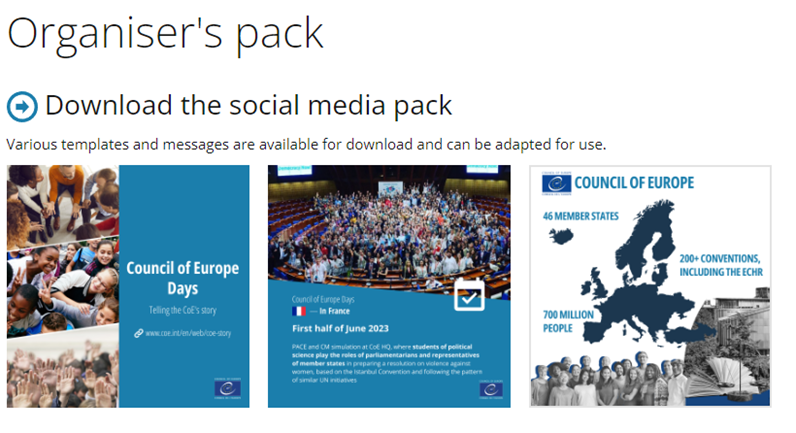 Organiser's pack
Download the social media pack
Various templates and messages are available for download and can be adapted for use.
Council of Europe
Days
Telling the CoE's story
www.coe.int/en/web/coe-story
Council of Europe Days
— In France
First half of June 2023
PACE and CM simulation at CoE HQ, where students of political
science play the roles of parliamentarians and representatives
of member states in preparing a resolution on violence against
women, based on the Istanbul Convention and following the pattern
of similar UN initiatives
COUNCIL OF EUROPE
46 MEMBER STATES
200+ CONVENTIONS,
INCLUDING THE ECHR
700 MILLION
PEOPLE